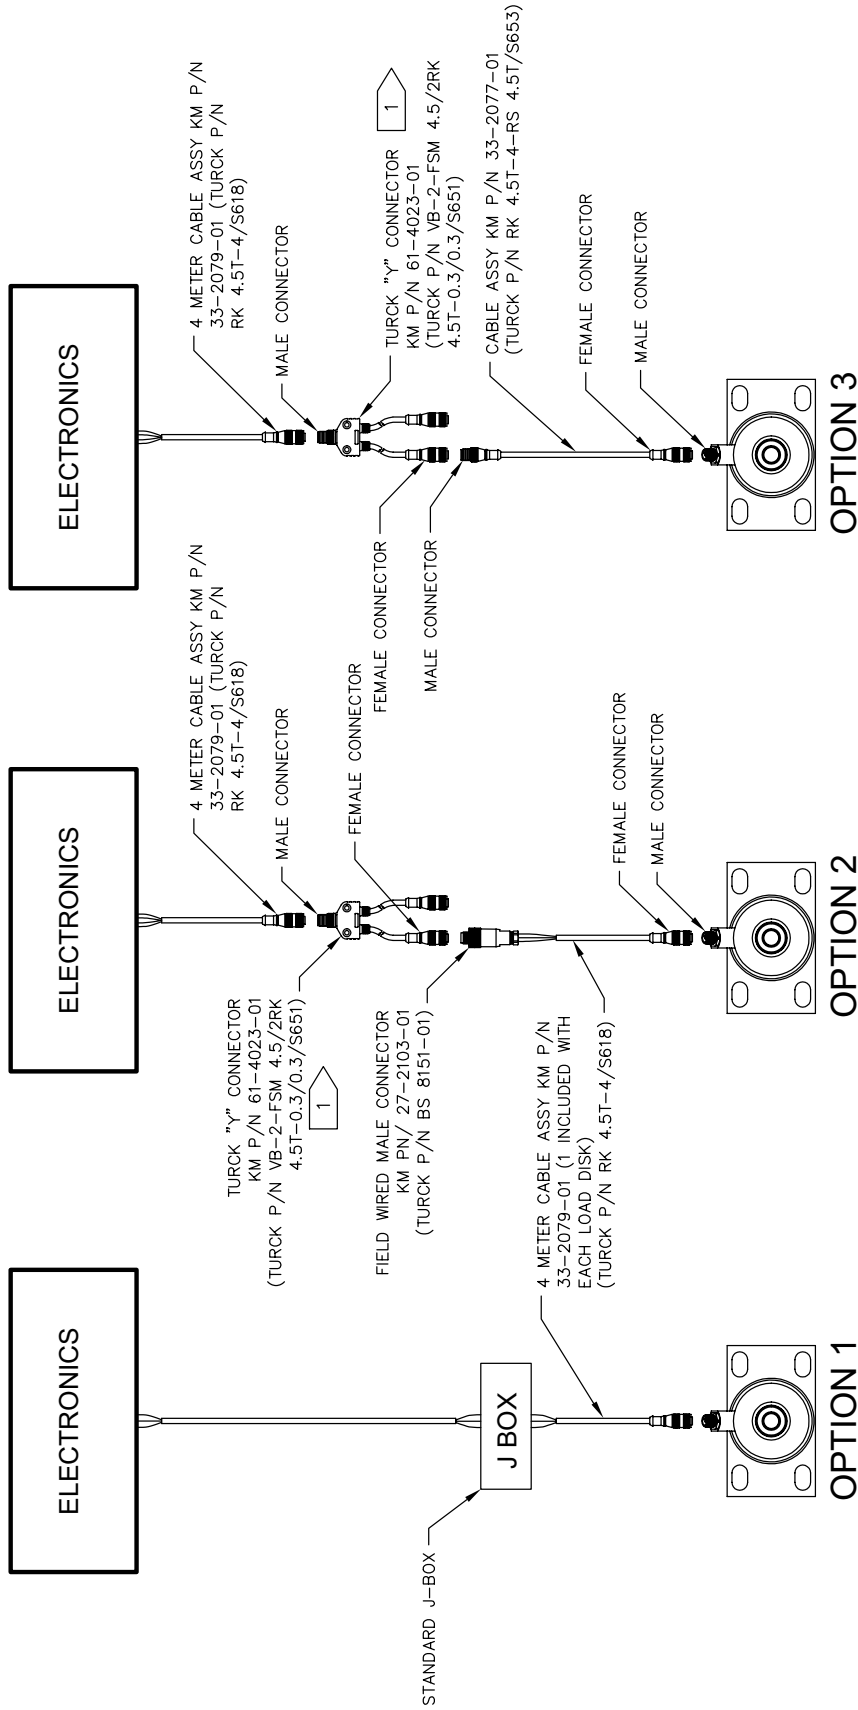 ELECTRONICS
STANDARD J-BOX
J BOX
4 METER CABLE ASSY KM P/N
33-2079-01 (1 INCLUDED WITH
EACH LOAD DISK)
(TURCK P/N RK 4.5T-4/S618)
OPTION 1
ELECTRONICS
4 METER CABLE ASSY KM P/N
33-2079-01 (TURCK P/N
RK 4.5T-4/S618)
MALE CONNECTOR
TURCK "Y" CONNECTOR
KM P/N 61-4023-01
(TURCK P/N VB-2-FSM 4.5/2RK
4.5T-0.3/0.3/S651)
1
FEMALE CONNECTOR
FIELD WIRED MALE CONNECTOR
KM PN/ 27-2103-01
(TURCK P/N BS 8151-01)
FEMALE CONNECTOR
MALE CONNECTOR
OPTION 2
ELECTRONICS
4 METER CABLE ASSY KM P/N
33-2079-01 (TURCK P/N
RK 4.5T-4/S618)
MALE CONNECTOR
TURCK "Y" CONNECTOR
KM P/N 61-4023-01
(TURCK P/N VB-2-FSM 4.5/2RK
4.5T-0.3/0.3/S651)
1
FEMALE CONNECTOR
MALE CONNECTOR
CABLE ASSY KM P/N 33-2077-01
(TURCK P/N RK 4.5T-4-RS 4.5T/S653)
FEMALE CONNECTOR
MALE CONNECTOR
OPTION 3